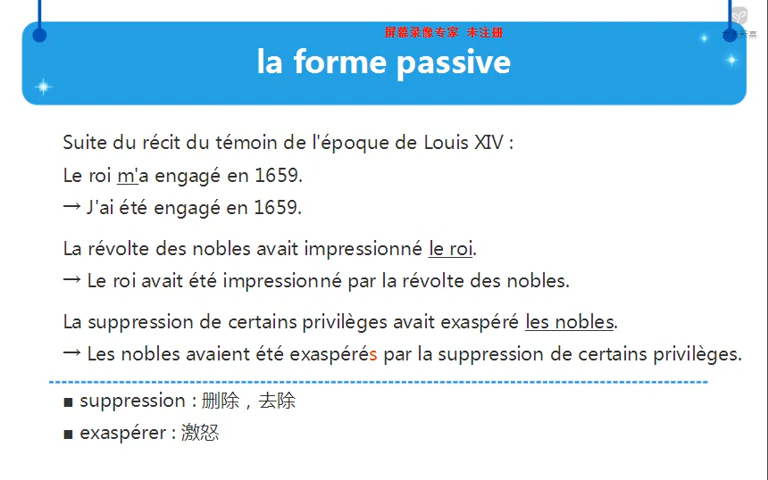 屏幕录像专家 未注册
la forme passive
Suite du récit du témoin de l'époque de Louis XIV :
Le roi m'a engagé en 1659.
→ J'ai été engagé en 1659.
La révolte des nobles avait impressionné le roi.
→ Le roi avait été impressionné par la révolte des nobles.
La suppression de certains privilèges avait exaspéré les nobles.
→ Les nobles avaient été exaspérés par la suppression de certains privilèges.
■ suppression : 删除，去除
■ exaspérer : 激怒